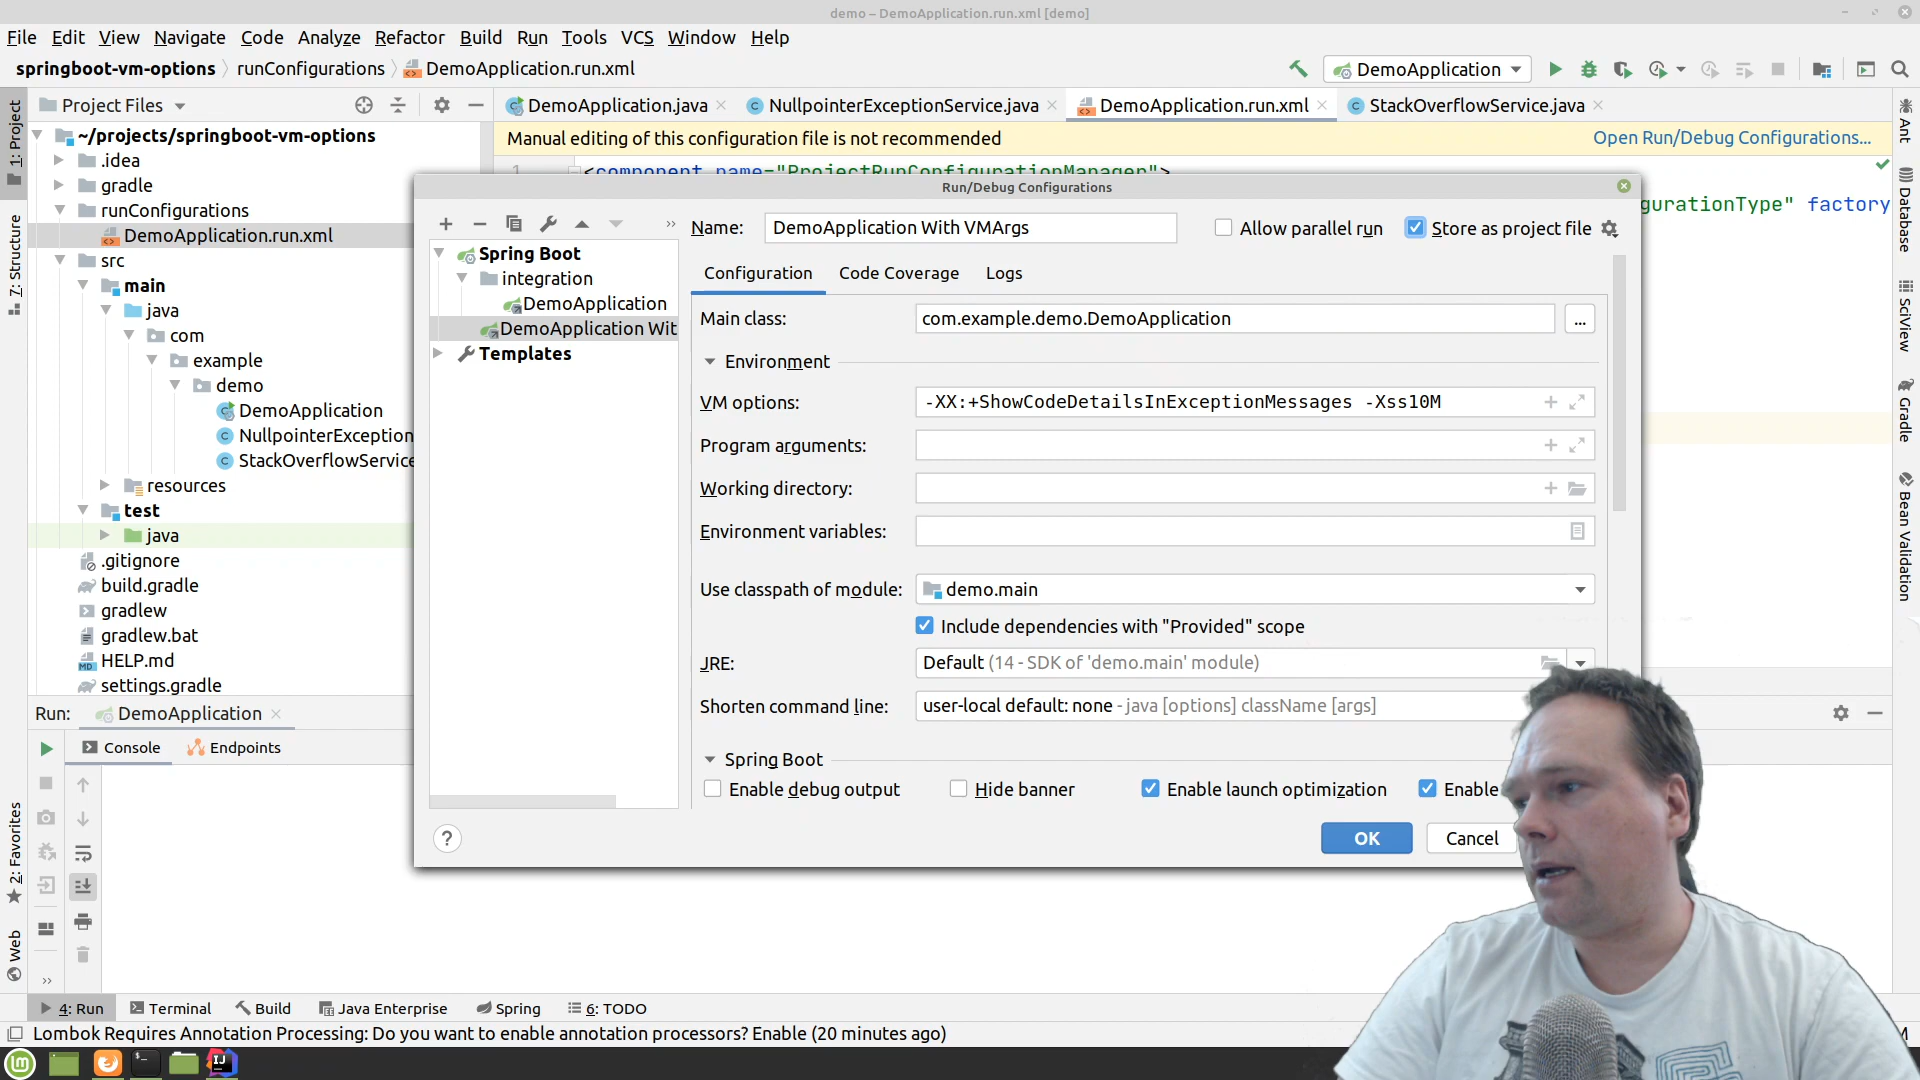 demo – DemoApplication.run.xml [demo]
File Edit View Navigate Code Analyze Refactor Build Run Tools VCS Window Help
springboot-vm-options runConfigurations DemoApplication.run.xml
DemoApplication
Project Files
DemoApplication.java NullpointerExceptionService.java DemoApplication.run.xml StackOverflowService.java
Manual editing of this configuration file is not recommended
Open Run/Debug Configurations...
1 <component name="ProjectRunConfigurationManager">
gurationType" factory
1: Project
7: Structure
2: Favorites
Web
~/projects/springboot-vm-options
.idea
gradle
runConfigurations
DemoApplication.run.xml
src
main
java
com
example
demo
DemoApplication
NullpointerException
StackOverflowService
resources
test
java
.gitignore
build.gradle
gradlew
gradlew.bat
HELP.md
settings.gradle
Run/Debug Configurations
Spring Boot
integration
DemoApplication
DemoApplication Wit
Templates
Name: DemoApplication With VMArgs
Allow parallel run
Store as project file
Configuration Code Coverage Logs
Main class: com.example.demo.DemoApplication ...
Environment
VM options: -XX:+ShowCodeDetailsInExceptionMessages -Xss10M
Program arguments:
Working directory:
Environment variables:
Use classpath of module: demo.main
Include dependencies with "Provided" scope
JRE: Default (14 - SDK of 'demo.main' module)
Shorten command line: user-local default: none - java [options] className [args]
Spring Boot
Enable debug output Hide banner Enable launch optimization Enable
? OK Cancel
Ant
Database
SciView
Gradle
Bean Validation
Run: DemoApplication
Console Endpoints
4: Run Terminal Build Java Enterprise Spring 6: TODO
Lombok Requires Annotation Processing: Do you want to enable annotation processors? Enable (20 minutes ago)